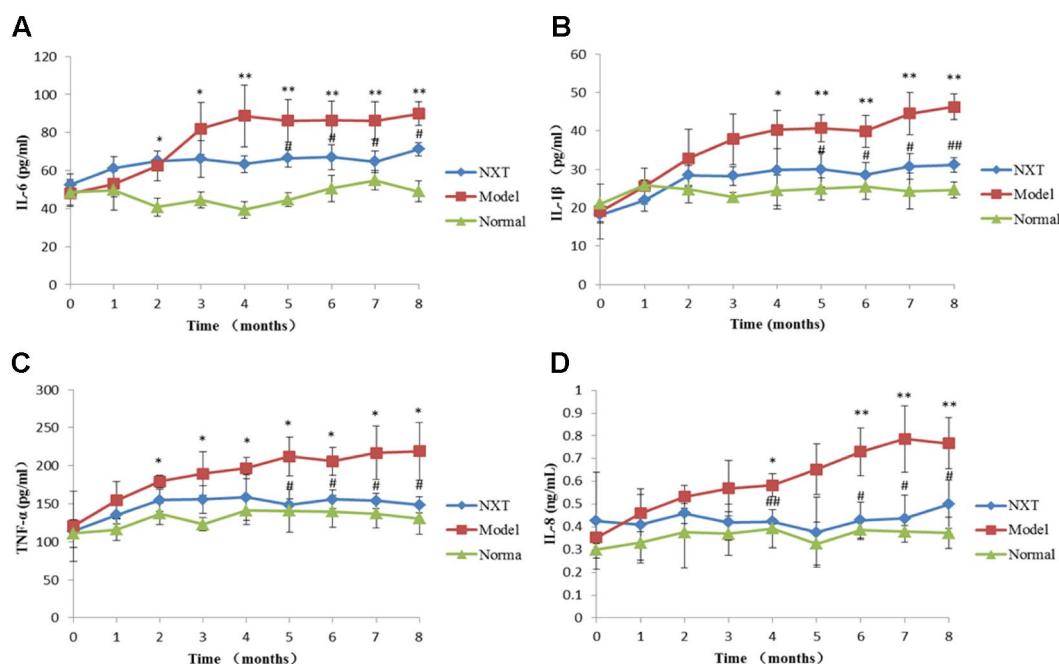 A
120
100
80
60
40
20
0
IL-6 (pg/ml)
* * ** ** ** ** **
# # # #
0 1 2 3 4 5 6 7 8
Time （months）
NXT
Model
Normal
B
60
50
40
30
20
10
0
IL-1β （pg/ml)
* ** ** ** **
# # # ##
0 1 2 3 4 5 6 7 8
Time (months)
NXT
Model
Normal
C
300
250
200
150
100
50
0
TNF-α (pg/ml)
* * * * * * *
# # # #
0 1 2 3 4 5 6 7 8
Time （months）
NXT
Model
Norma
D
1
0.9
0.8
0.7
0.6
0.5
0.4
0.3
0.2
0.1
0
IL-8 (ng/mL)
* ** ** **
## # # #
0 1 2 3 4 5 6 7 8
Time （months）
NXT
Model
Normal